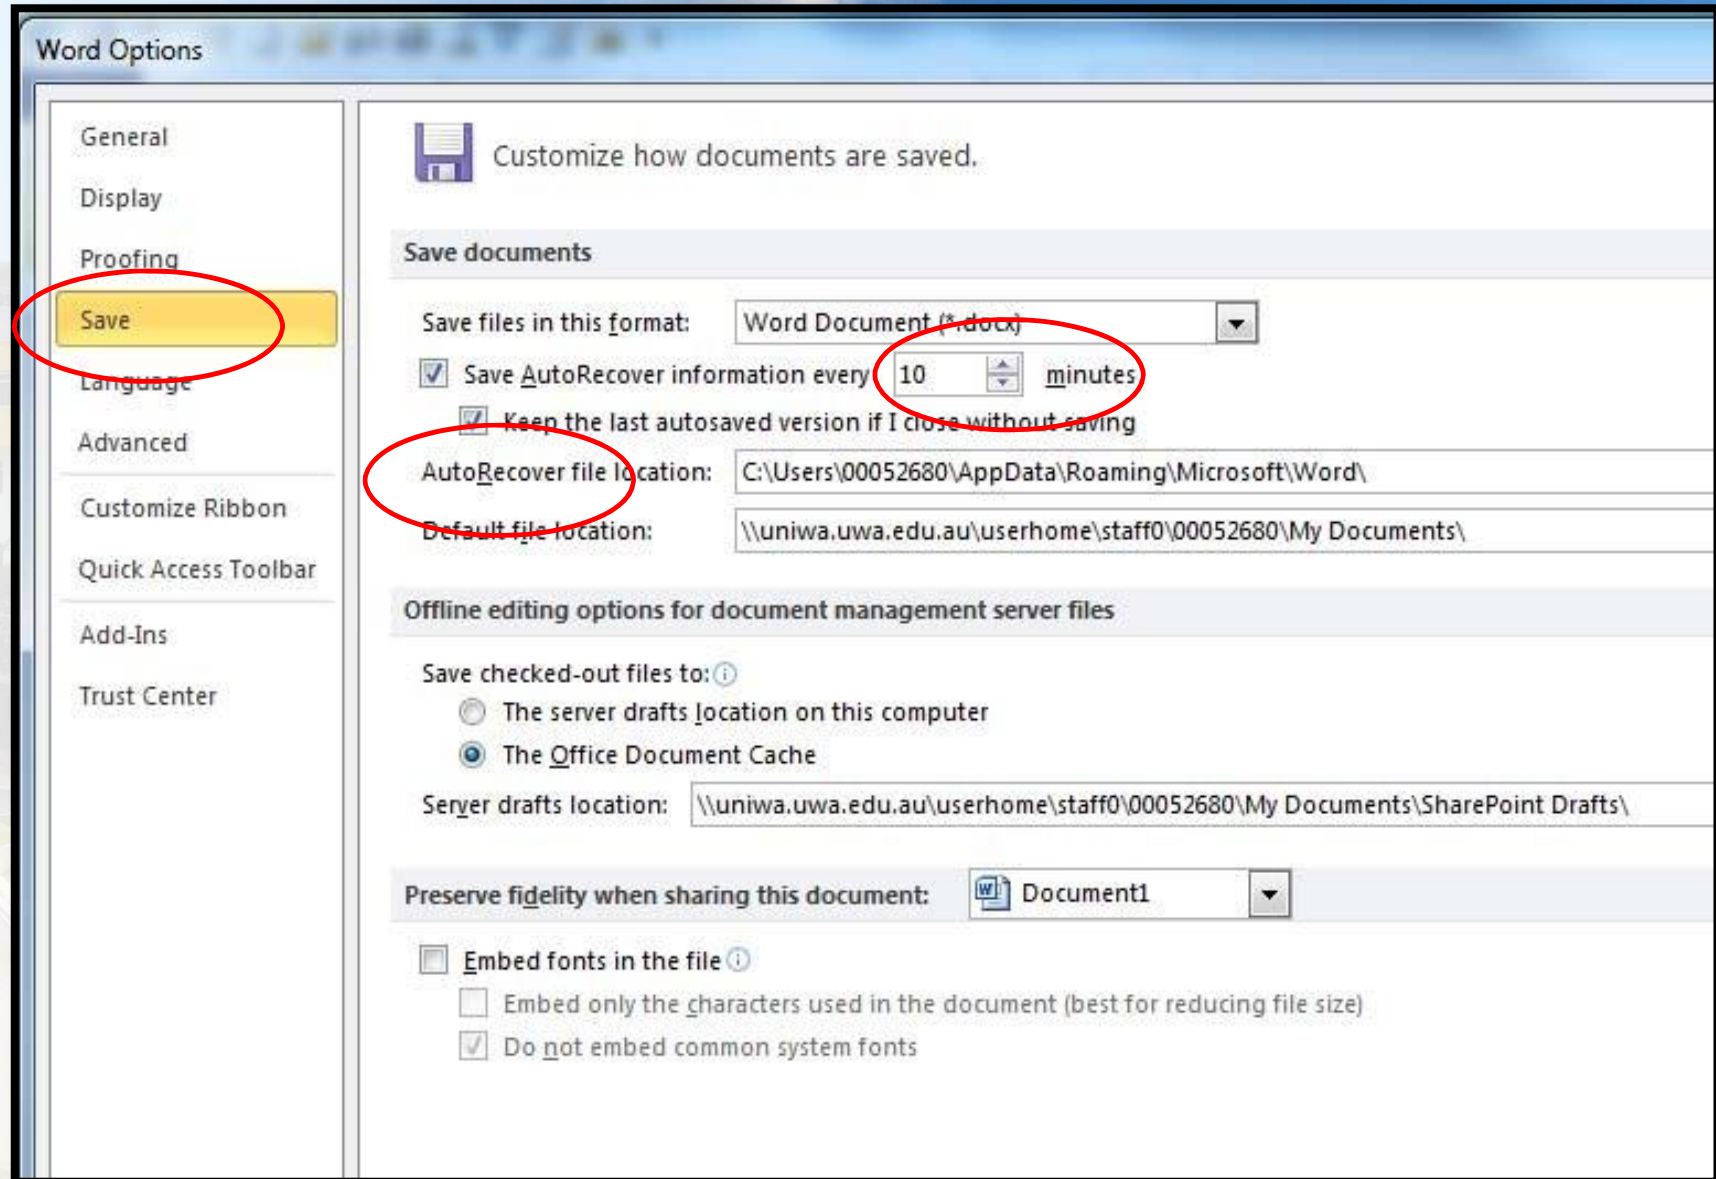 Word Options
General
Display
Proofing
Save
Language
Advanced
Customize Ribbon
Quick Access Toolbar
Add-Ins
Trust Center
Customize how documents are saved.
Save documents
Save files in this format: Word Document (*.docx)
Save AutoRecover information every 10 minutes
Keep the last autosaved version if I close without saving
AutoRecover file location: C:\Users\00052680\AppData\Roaming\Microsoft\Word\
Default file location: \\uniwa.uwa.edu.au\userhome\staff0\00052680\My Documents\
Offline editing options for document management server files
Save checked-out files to:
The server drafts location on this computer
The Office Document Cache
Server drafts location: \\uniwa.uwa.edu.au\userhome\staff0\00052680\My Documents\SharePoint Drafts\
Preserve fidelity when sharing this document: Document1
Embed fonts in the file
Embed only the characters used in the document (best for reducing file size)
Do not embed common system fonts